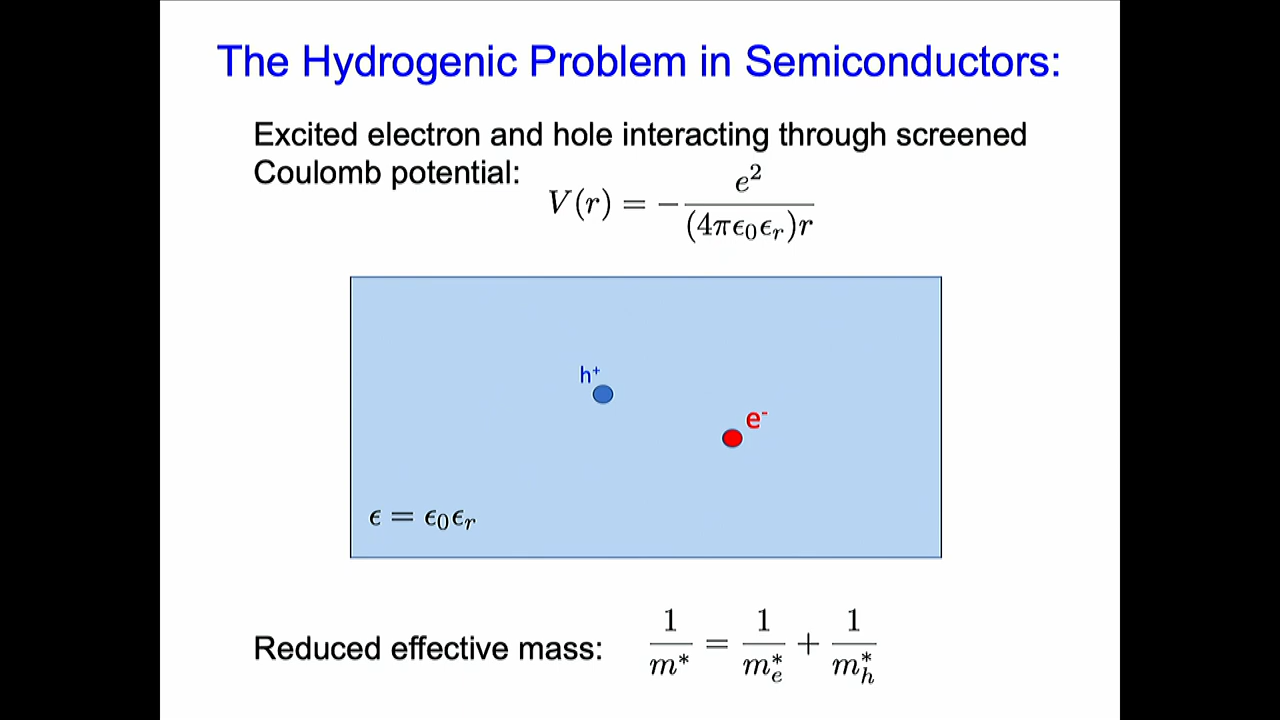 The Hydrogenic Problem in Semiconductors:
Excited electron and hole interacting through screened
Coulomb potential:
V(r) = −e²/((4πϵ₀ϵᵣ)r)
h⁺
e⁻
ϵ = ϵ₀ϵᵣ
Reduced effective mass: 1/m* = 1/mₑ* + 1/mₕ*